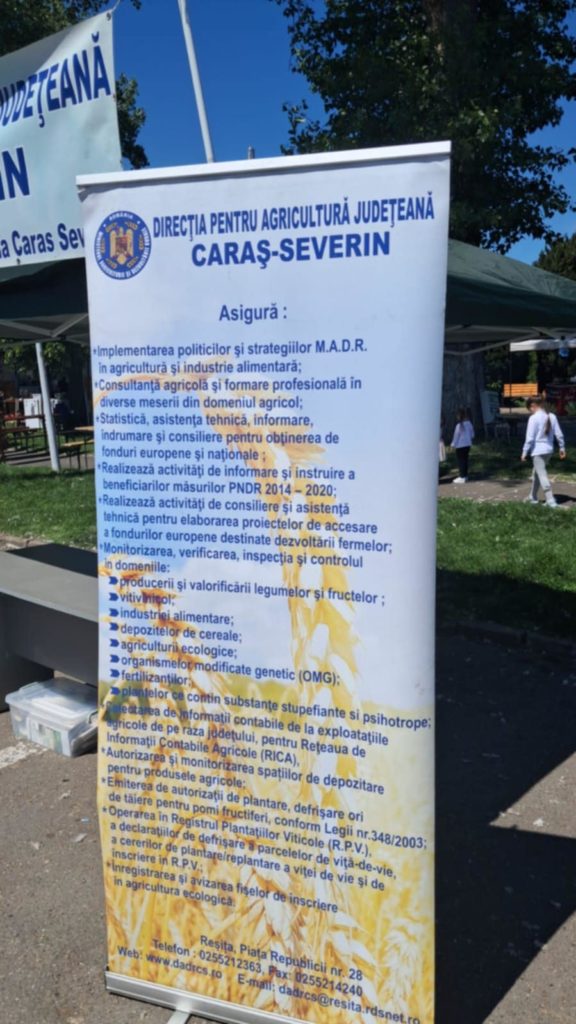 JUDEŢEANĂ
IN
a Caras Sev
ROMÂNIA
DIRECŢIA PENTRU AGRICULTURĂ JUDEŢEANĂ
CARAŞ-SEVERIN
Asigură :
*Implementarea politicilor şi strategiilor M.A.D.R.
în agricultură şi industrie alimentară;
*Consultanţă agricolă şi formare profesională în
diverse meserii din domeniul agricol;
*Statistică, asistenţa tehnică, informare,
îndrumare şi consiliere pentru obţinerea de
fonduri europene şi naţionale ;
*Realizează activităţi de informare şi instruire a
beneficiarilor măsurilor PNDR 2014 – 2020;
*Realizează activităţi de consiliere şi asistenţă
tehnică pentru elaborarea proiectelor de accesare
a fondurilor europene destinate dezvoltării fermelor;
*Monitorizarea, verificarea, inspecţia şi controlul
în domeniile:
➢producerii şi valorificării legumelor şi fructelor ;
➢vitivinicol;
➢industriei alimentare;
➢depozitelor de cereale;
➢agriculturii ecologice;
➢organismelor modificate genetic (OMG);
➢fertilizanţilor;
➢plantelor ce contin substanţe stupefiante si psihotrope;
*Colectarea de informaţii contabile de la exploataţiile
agricole de pe raza judeţului, pentru Reţeaua de
Informaţii Contabile Agricole (RICA),
*Autorizarea şi monitorizarea spaţiilor de depozitare
pentru produsele agricole;
*Emiterea de autorizaţii de plantare, defrişare ori
de tăiere pentru pomi fructiferi, conform Legii nr.348/2003;
*Operarea în Registrul Plantaţiilor Viticole (R.P.V.),
a declaraţiilor de defrişare a parcelelor de viţă-de-vie,
a cererilor de plantare/replantare a viţei de vie şi de
înscriere în R.P.V.;
*Înregistrarea şi avizarea fişelor de înscriere
în agricultura ecologică.
Reşiţa, Piaţa Republicii nr. 28
Telefon : 0255212363, Fax: 0255214240
Web: www.dadrcs.ro E-mail: dadrcs@resita.rdsnet.ro